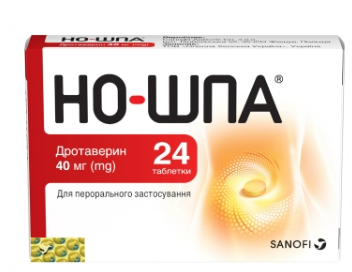 НО-ШПА®
Дротаверин
40 мг (mg)
24
таблетки
Для перорального застосування
SANOFI